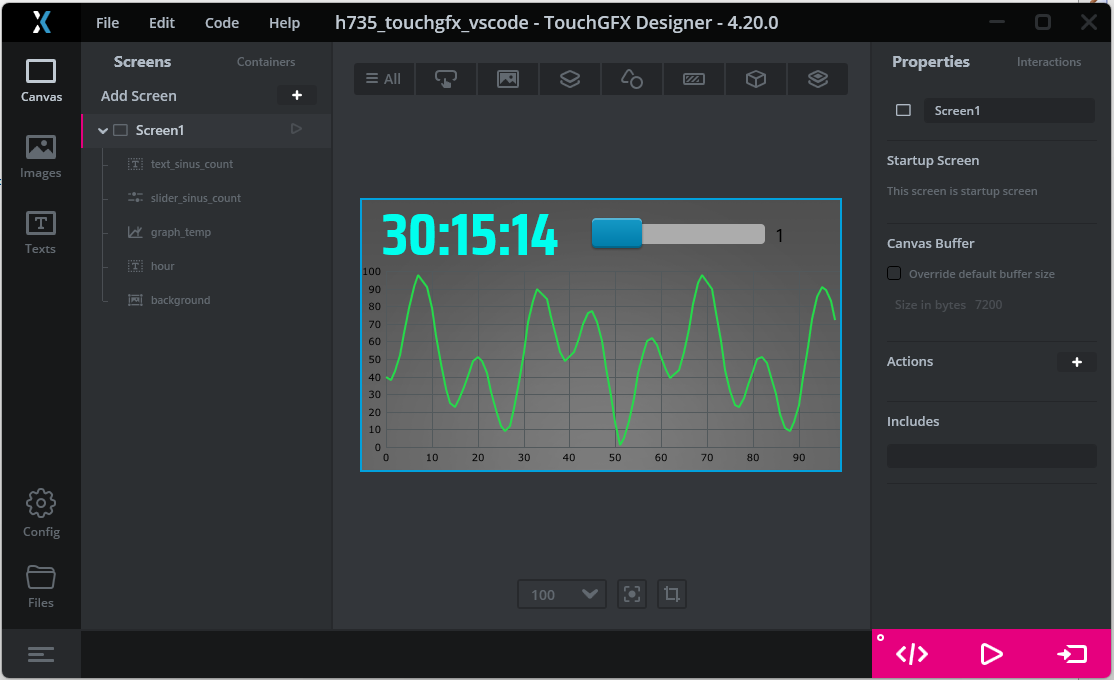 File Edit Code Help h735_touchgfx_vscode - TouchGFX Designer - 4.20.0
Canvas
Images
Texts
Config
Files
Screens Containers
Add Screen +
Screen1
text_sinus_count
slider_sinus_count
graph_temp
hour
background
All
30:15:14 1
100
90
80
70
60
50
40
30
20
10
0
0 10 20 30 40 50 60 70 80 90
100
Properties Interactions
Screen1
Startup Screen
This screen is startup screen
Canvas Buffer
Override default buffer size
Size in bytes 7200
Actions +
Includes